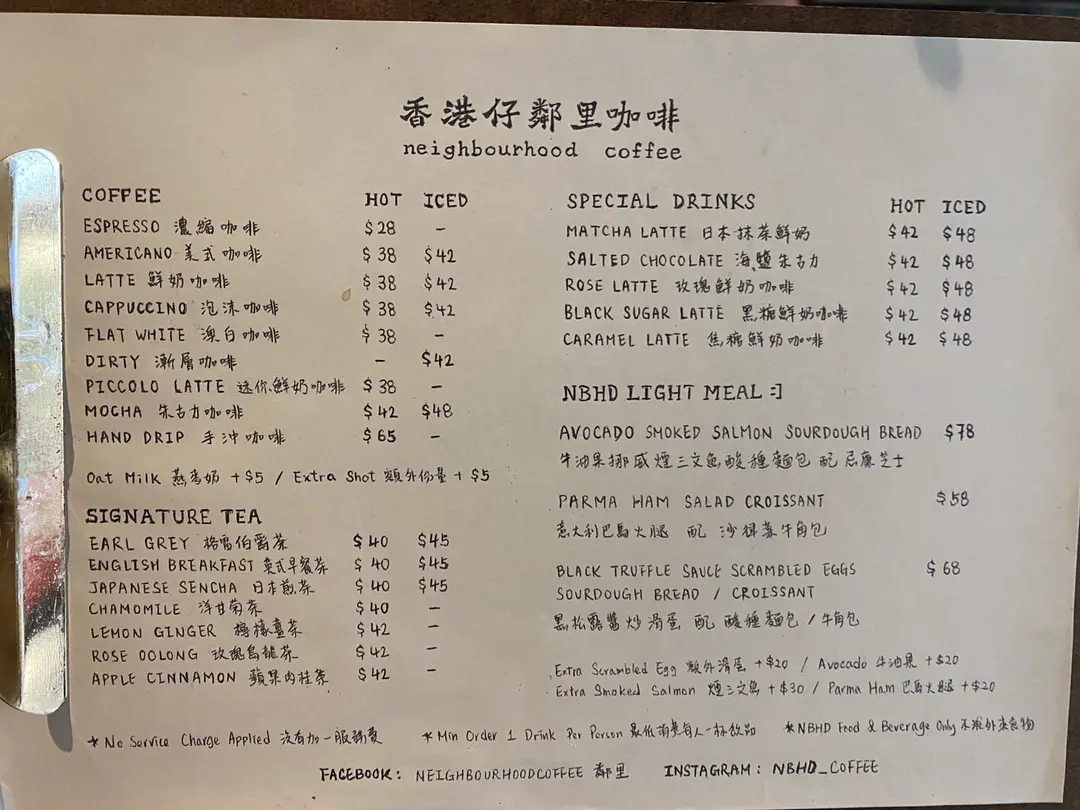 香港仔鄰里咖啡
neighbourhood coffee
COFFEE HOT ICED
ESPRESSO 濃縮咖啡 $28 –
AMERICANO 美式咖啡 $38 $42
LATTE 鮮奶咖啡 $38 $42
CAPPUCCINO 泡沫咖啡 $38 $42
FLAT WHITE 澳白咖啡 $38 –
DIRTY 漸層咖啡 – $42
PICCOLO LATTE 迷你鮮奶咖啡 $38 –
MOCHA 朱古力咖啡 $42 $48
HAND DRIP 手沖咖啡 $65 –
Oat Milk 燕麥奶 +$5 / Extra Shot 額外份量 +$5
SIGNATURE TEA
EARL GREY 格雷伯爵茶 $40 $45
ENGLISH BREAKFAST 英式早餐茶 $40 $45
JAPANESE SENCHA 日本煎茶 $40 $45
CHAMOMILE 洋甘菊茶 $40 –
LEMON GINGER 檸檬薑茶 $42 –
ROSE OOLONG 玫瑰烏龍茶 $42 –
APPLE CINNAMON 蘋果肉桂茶 $42
SPECIAL DRINKS HOT ICED
MATCHA LATTE 日本抹茶鮮奶 $42 $48
SALTED CHOCOLATE 海鹽朱古力 $42 $48
ROSE LATTE 玫瑰鮮奶咖啡 $42 $48
BLACK SUGAR LATTE 黑糖鮮奶咖啡 $42 $48
CARAMEL LATTE 焦糖鮮奶咖啡 $42 $48
NBHD LIGHT MEAL :]
AVOCADO SMOKED SALMON SOURDOUGH BREAD $78
牛油果挪威煙三文魚酸種麵包 配 忌廉芝士
PARMA HAM SALAD CROISSANT $58
意大利巴馬火腿 配 沙律菜牛角包
BLACK TRUFFLE SAUCE SCRAMBLED EGGS $68
SOURDOUGH BREAD / CROISSANT
黑松露醬炒滑蛋 配 酸種麵包 / 牛角包
Extra Scrambled Egg 額外滑蛋 +$20 / Avocado 牛油果 +$20
Extra Smoked Salmon 煙三文魚 +$30 / Parma Ham 巴馬火腿 +$20
*No Service Charge Applied 沒有加一服務費 *Min Order 1 Drink Per Person 最低消費每人一杯飲品 *NBHD Food & Beverage Only 不准外來食物
FACEBOOK: NEIGHBOURHOODCOFFEE 鄰里 INSTAGRAM: NBHD_COFFEE